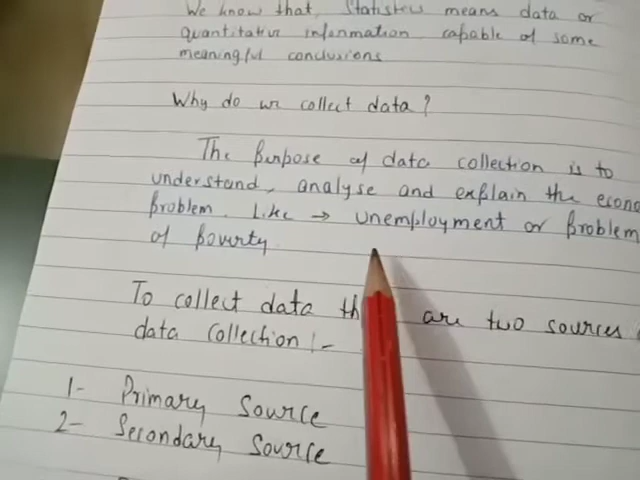 We know that, Statistics means data or
quantitative information capable of some
meaningful conclusions
Why do we collect data?
The purpose of data collection is to
understand, analyse and explain the econo
problem. Like → unemployment or problem
of poverty
To collect data th are two sources
data collection :-
1- Primary Source
2- Secondary Source